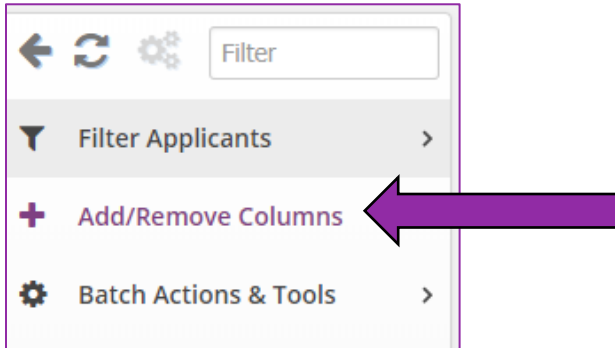 Filter
Filter Applicants
Add/Remove Columns
Batch Actions & Tools